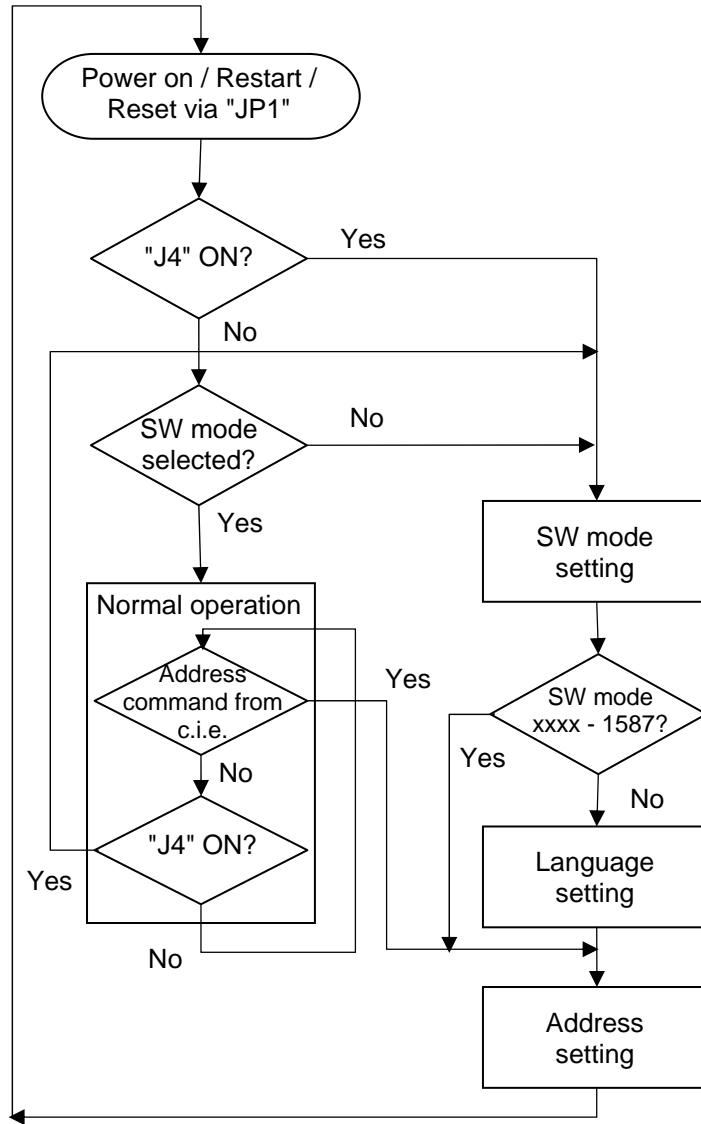 Power on / Restart /
Reset via "JP1"
"J4" ON?
Yes
No
SW mode
selected?
No
Yes
SW mode
setting
Normal operation
Address
command from
c.i.e.
Yes
No
SW mode
xxxx - 1587?
Yes
No
"J4" ON?
Yes
No
Language
setting
Address
setting